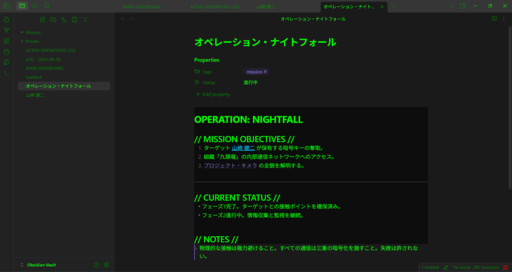 オペレーション・ナイト...
オペレーション・ナイトフォール
Mission
Private
Untitled
オペレーション・ナイトフォール
山崎 健二
Obsidian Vault
オペレーション・ナイトフォール
Properties
tags mission
status 進行中
Add property
OPERATION: NIGHTFALL
// MISSION OBJECTIVES //
1. ターゲット 山崎 健二 が保有する暗号キーの奪取。
2. 組織「九頭竜」の内部通信ネットワークへのアクセス。
3. プロジェクト・キメラ の全貌を解明する。
// CURRENT STATUS //
• フェーズ1完了。ターゲットとの接触ポイントを確保済み。
• フェーズ2進行中。情報収集と監視を継続。
// NOTES //
物理的な接触は極力避けること。すべての通信は三重の暗号化を施すこと。失敗は許されない。